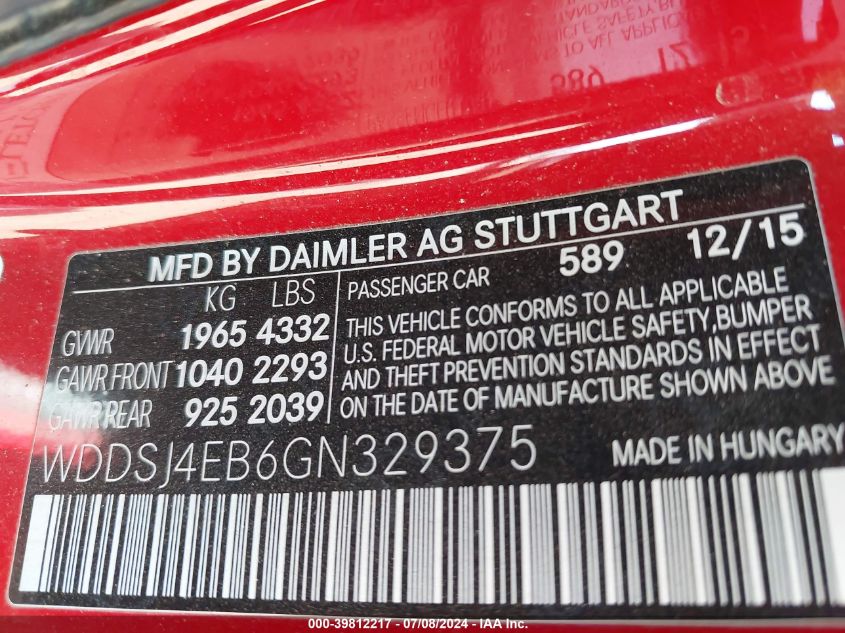 MFD BY DAIMLER AG STUTTGART
KG LBS
GVWR 1965 4332
GAWR FRONT 1040 2293
GAWR REAR 925 2039
PASSENGER CAR 589 12/15
THIS VEHICLE CONFORMS TO ALL APPLICABLE
U.S. FEDERAL MOTOR VEHICLE SAFETY,BUMPER
AND THEFT PREVENTION STANDARDS IN EFFECT
ON THE DATE OF MANUFACTURE SHOWN ABOVE
WDDSJ4EB6GN329375 MADE IN HUNGARY
000-39812217 - 07/08/2024 - IAA Inc.